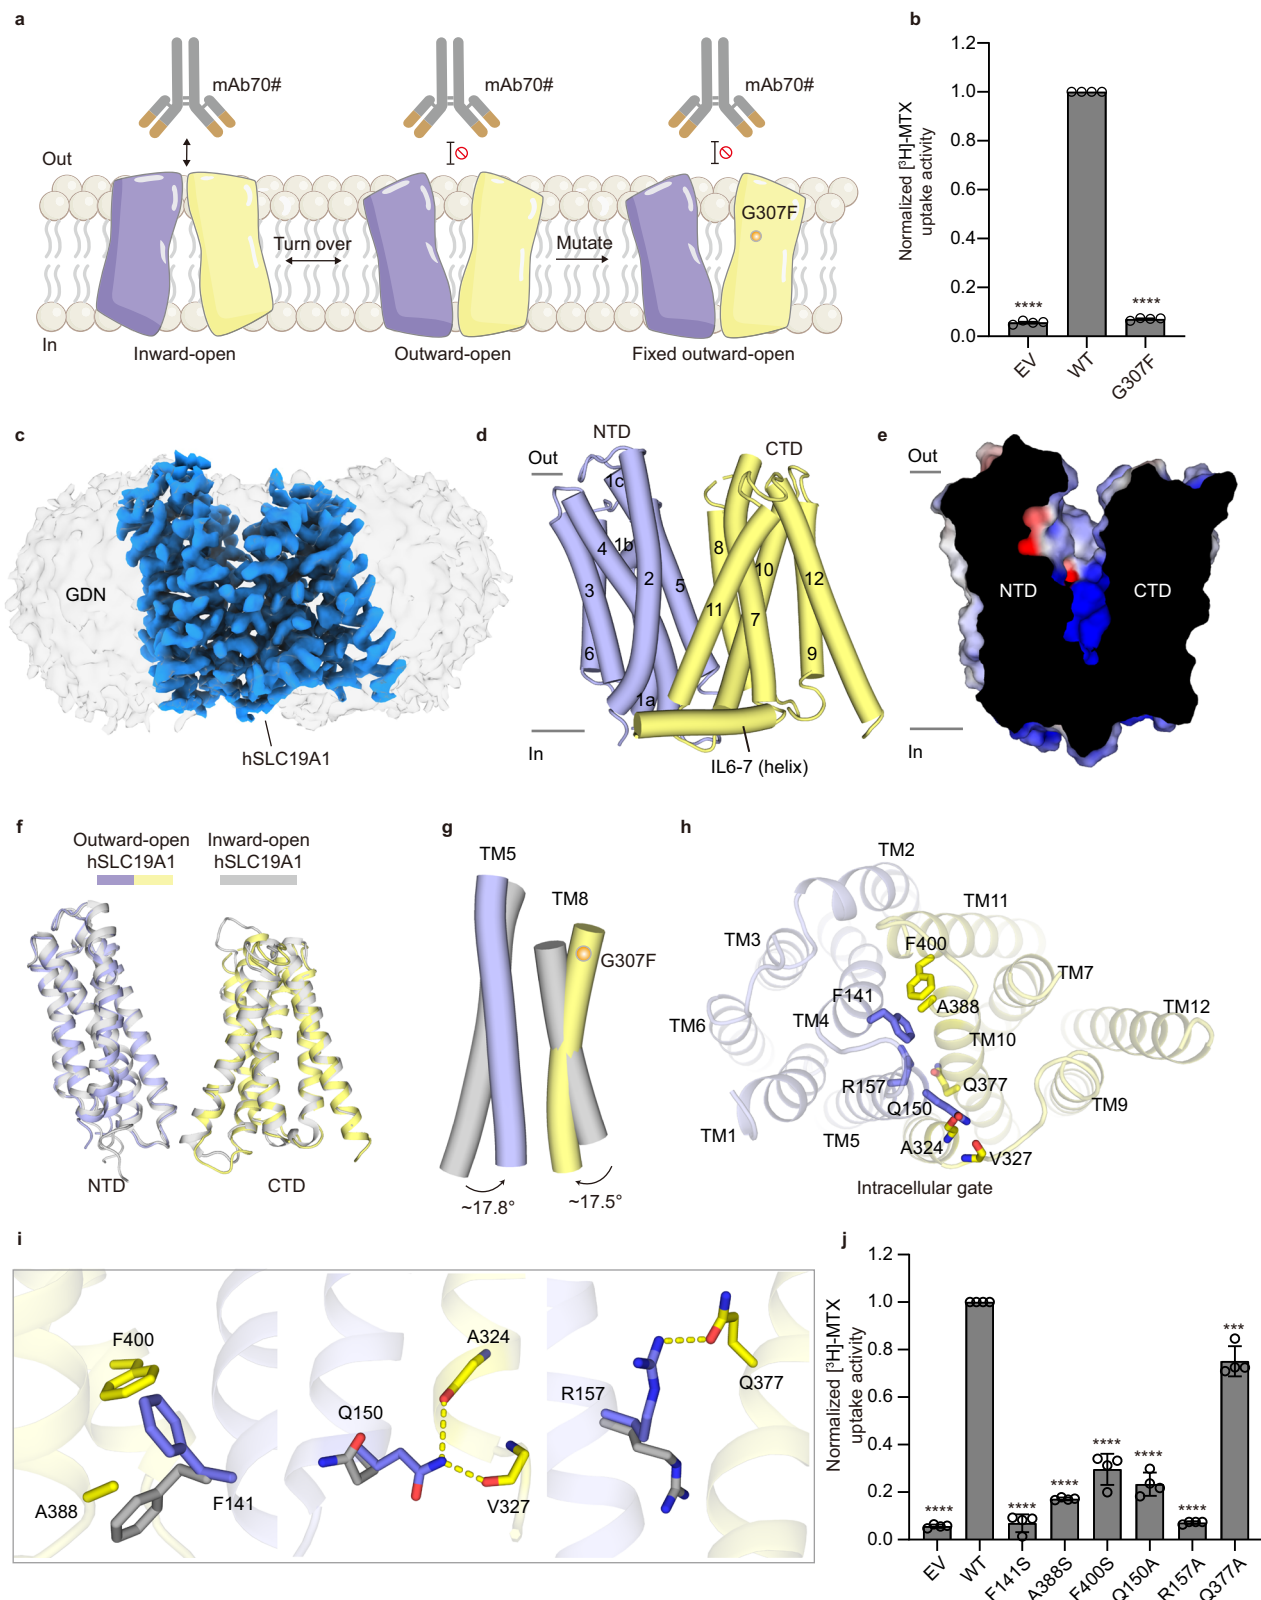 a
mAb70#
mAb70#
mAb70#
Out
G307F
Turn over
Mutate
In
Inward-open
Outward-open
Fixed outward-open
b
Normalized [³H]-MTX
uptake activity
1.2
1.0
0.8
0.6
0.4
0.2
0.0
****
****
EV
WT
G307F
c
GDN
hSLC19A1
d
NTD
CTD
Out
1c
4
1b
8
3
2
5
10
12
11
7
6
9
1a
In
IL6-7 (helix)
e
Out
NTD
CTD
In
f
Outward-open
hSLC19A1
Inward-open
hSLC19A1
NTD
CTD
g
TM5
TM8
G307F
~17.8°
~17.5°
h
TM2
TM11
TM3
F400
TM7
F141
A388
TM12
TM6
TM4
TM10
R157
Q377
Q150
TM9
TM1
TM5
A324
V327
Intracellular gate
i
F400
A388
F141
A324
Q150
V327
R157
Q377
j
Normalized [³H]-MTX
uptake activity
1.2
1.0
0.8
0.6
0.4
0.2
0.0
****
****
****
****
****
****
***
EV
WT
F141S
A388S
F400S
Q150A
R157A
Q377A